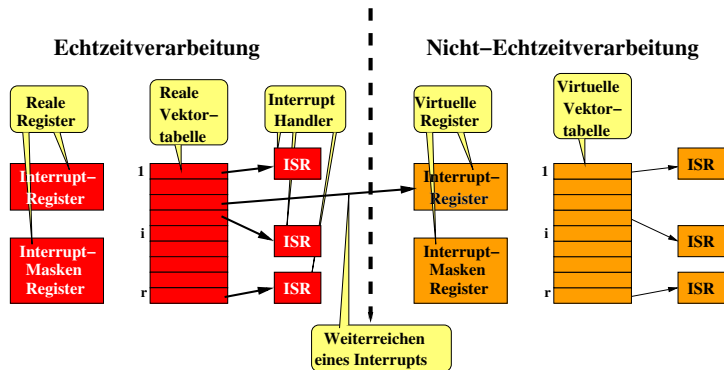 Echtzeitverarbeitung
Nicht–Echtzeitverarbeitung
Reale
Register
Reale
Vektor–
tabelle
Interrupt
Handler
Virtuelle
Register
Virtuelle
Vektor–
tabelle
Interrupt–
Register
Interrupt–
Masken
Register
1
i
r
ISR
ISR
ISR
Interrupt–
Register
Interrupt–
Masken
Register
1
i
r
ISR
ISR
ISR
Weiterreichen
eines Interrupts